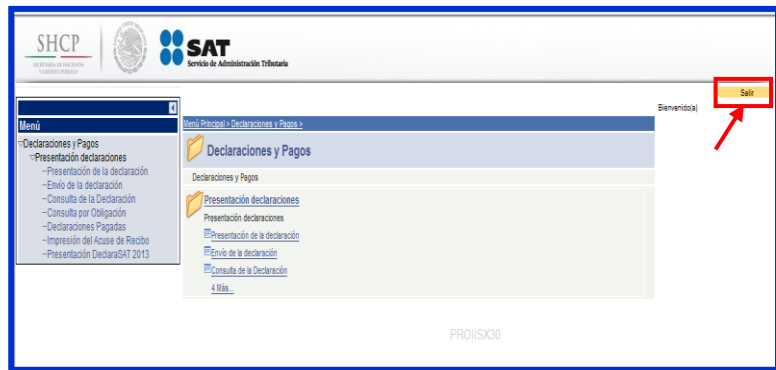 SHCP
SECRETARÍA DE HACIENDA
Y CRÉDITO PÚBLICO
SAT
Servicio de Administración Tributaria
Salir
Bienvenido(a)
Menú
Declaraciones y Pagos
Presentación declaraciones
Presentación de la declaración
Envío de la declaración
Consulta de la Declaración
Consulta por Obligación
Declaraciones Pagadas
Impresión del Acuse de Recibo
Presentación DeclaraSAT 2013
Menú Principal > Declaraciones y Pagos >
Declaraciones y Pagos
Declaraciones y Pagos
Presentación declaraciones
Presentación declaraciones
Presentación de la declaración
Envío de la declaración
Consulta de la Declaración
4 Más...
PROIISX30